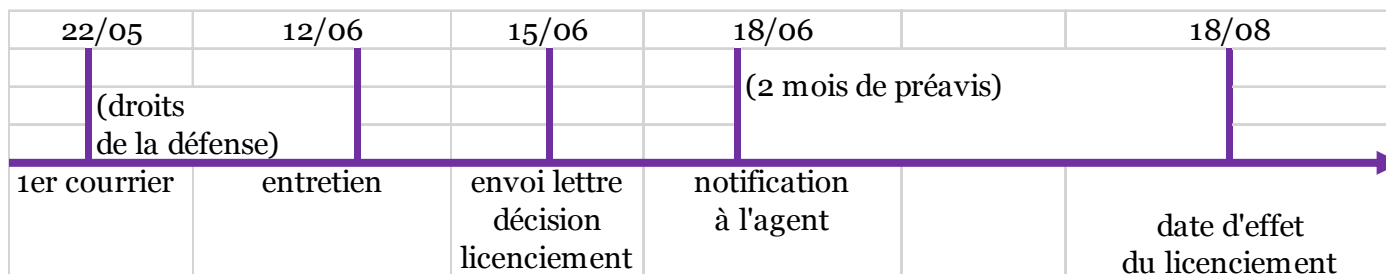 22/05 12/06 15/06 18/06 18/08
(2 mois de préavis)
(droits
de la défense)
1er courrier entretien envoi lettre notification
décision à l'agent date d'effet
licenciement du licenciement